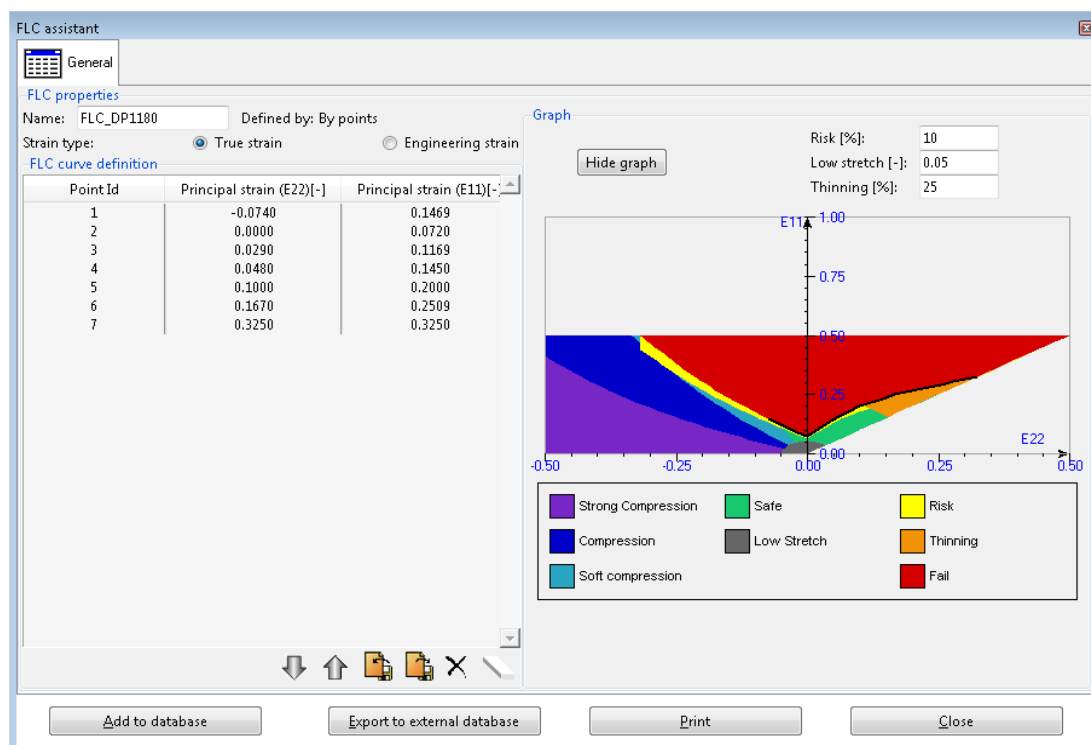 FLC assistant
General
FLC properties
Name: FLC_DP1180 Defined by: By points
Strain type: True strain Engineering strain
FLC curve definition
Point Id Principal strain (E22)[-] Principal strain (E11)[-]
1 -0.0740 0.1469
2 0.0000 0.0720
3 0.0290 0.1169
4 0.0480 0.1450
5 0.1000 0.2000
6 0.1670 0.2509
7 0.3250 0.3250
Graph
Hide graph
Risk [%]: 10
Low stretch [-]: 0.05
Thinning [%]: 25
E11 1.00
0.75
0.50
0.25
0.00
E22
-0.50 -0.25 0.00 0.25 0.50
Strong Compression Safe Risk
Compression Low Stretch Thinning
Soft compression Fail
Add to database Export to external database Print Close